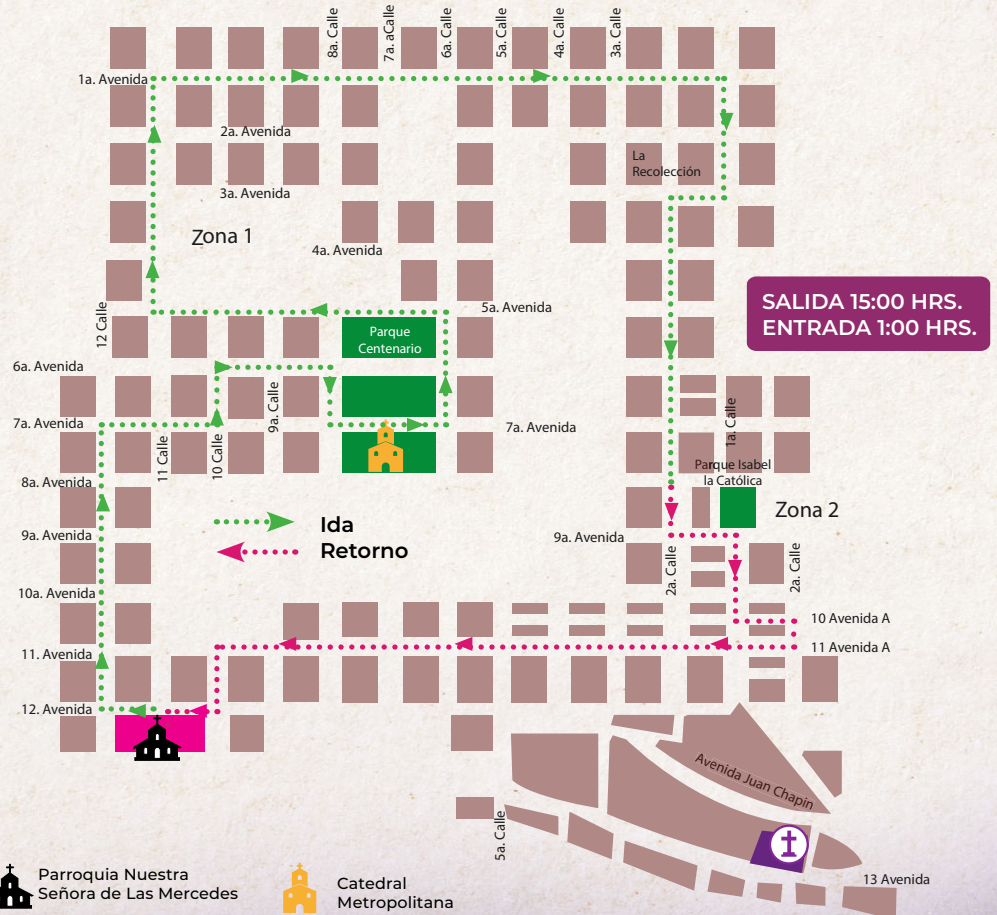 8a. Calle
7a. aCalle
6a. Calle
5a. Calle
4a. Calle
3a. Calle
1a. Avenida
2a. Avenida
La
Recolección
3a. Avenida
Zona 1
4a. Avenida
SALIDA 15:00 HRS.
ENTRADA 1:00 HRS.
5a. Avenida
12 Calle
Parque
Centenario
6a. Avenida
9a. Calle
1a. Calle
7a. Avenida
7a. Avenida
11 Calle
10 Calle
Parque Isabel
la Católica
8a. Avenida
Zona 2
Ida
Retorno
9a. Avenida
9a. Avenida
2a. Calle
2a. Calle
10a. Avenida
10 Avenida A
11 Avenida A
11. Avenida
12. Avenida
Avenida Juan Chapin
5a. Calle
13 Avenida
Parroquia Nuestra
Señora de Las Mercedes
Catedral
Metropolitana